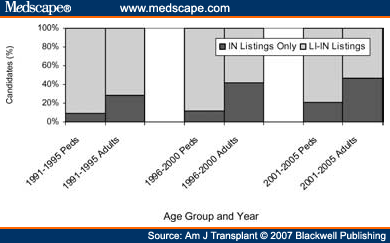 Medscape® www.medscape.com
100%
80%
60%
40%
20%
0%
Candidates (%)
IN Listings Only LI-IN Listings
1991-1995 Peds
1991-1995 Adults
1996-2000 Peds
1996-2000 Adults
2001-2005 Peds
2001-2005 Adults
Age Group and Year
Source: Am J Transplant © 2007 Blackwell Publishing